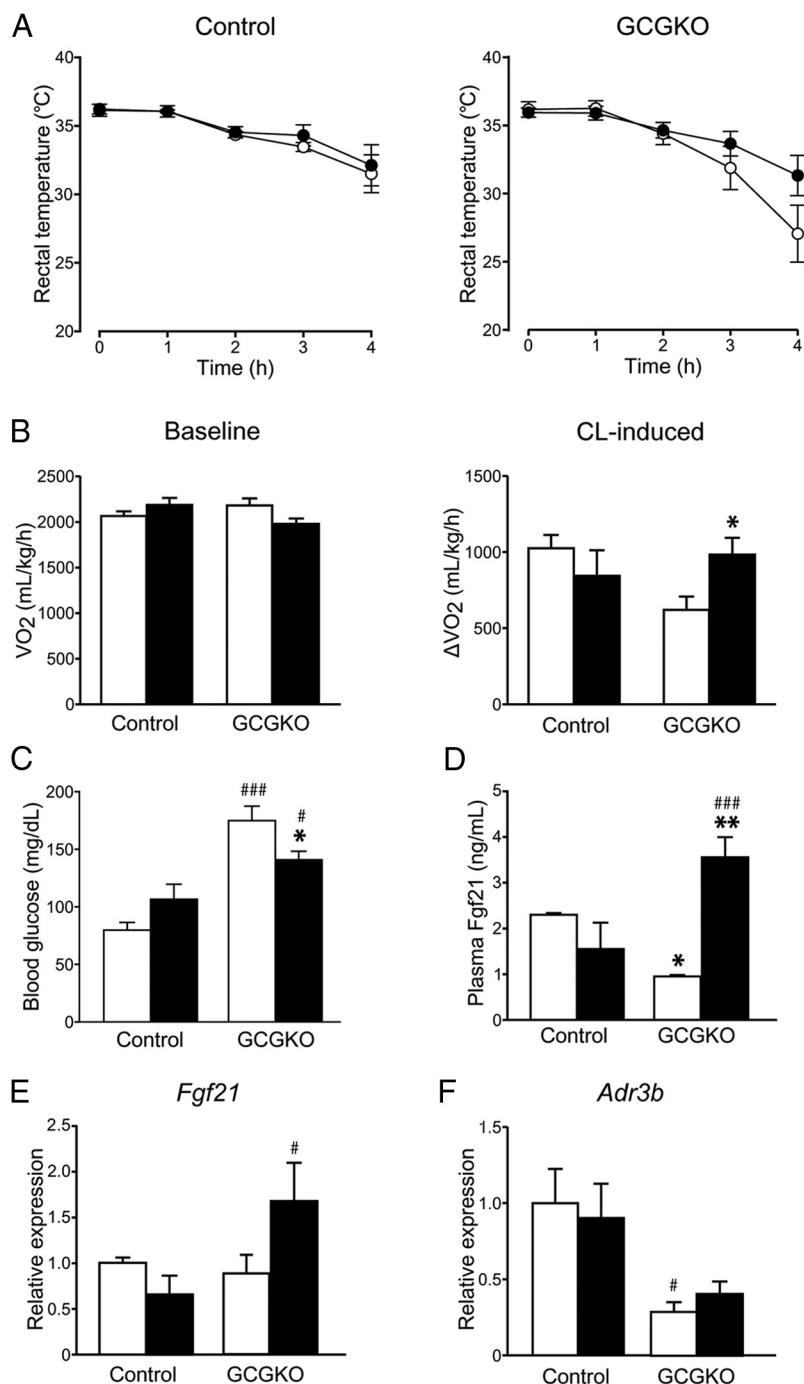 A
Control
GCGKO
Rectal temperature (°C)
40
35
30
25
20
0 1 2 3 4
Time (h)
Rectal temperature (°C)
40
35
30
25
20
0 1 2 3 4
Time (h)
B
Baseline
CL-induced
VO2 (mL/kg/h)
2500
2000
1500
1000
500
0
Control GCGKO
ΔVO2 (mL/kg/h)
1500
1000
500
0
*
Control GCGKO
C
Blood glucose (mg/dL)
200
150
100
50
0
###
#
*
Control GCGKO
D
Plasma Fgf21 (ng/mL)
5
4
3
2
1
0
###
**
*
Control GCGKO
E
Fgf21
Relative expression
2.5
2.0
1.5
1.0
0.5
0
#
Control GCGKO
F
Adr3b
Relative expression
1.5
1.0
0.5
0
#
Control GCGKO